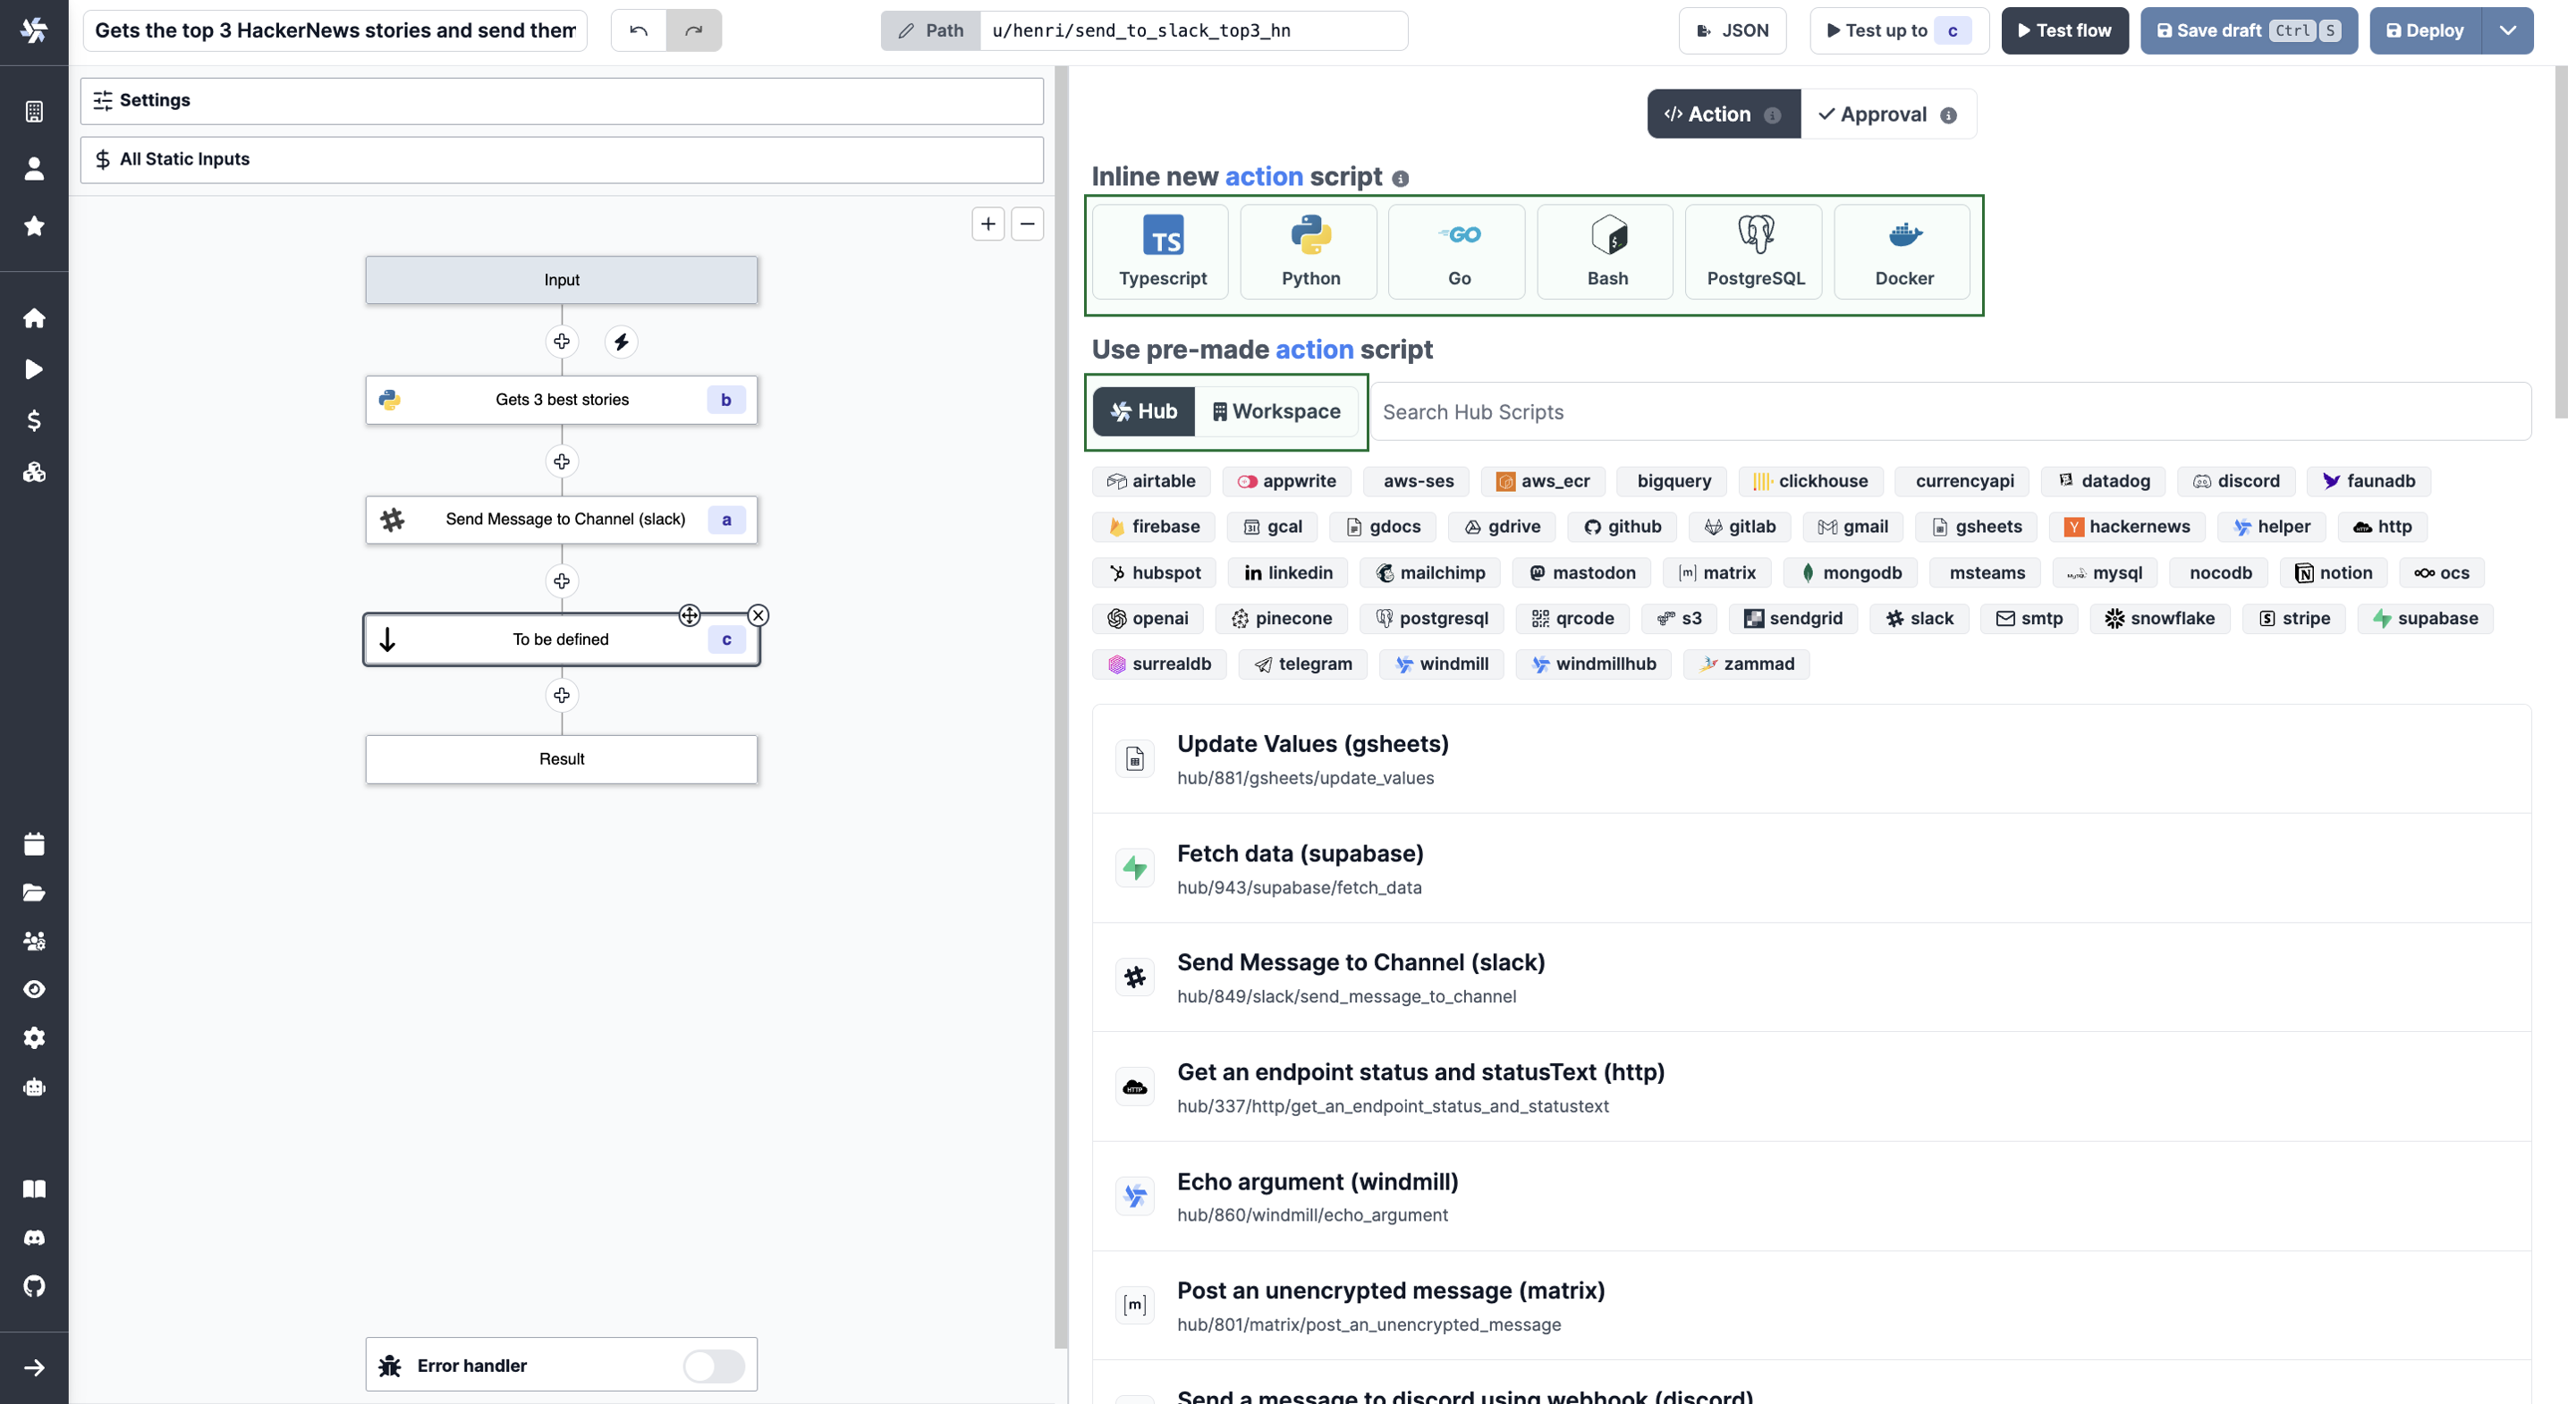 Gets the top 3 HackerNews stories and send them
Path
u/henri/send_to_slack_top3_hn
JSON
Test up to c
Test flow
Save draft Ctrl S
Deploy
Settings
All Static Inputs
Input
Gets 3 best stories b
Send Message to Channel (slack) a
To be defined c
Result
Error handler
Action
Approval
Inline new action script
TS
Typescript
Python
GO
Go
Bash
PostgreSQL
Docker
Use pre-made action script
Hub
Workspace
Search Hub Scripts
airtable appwrite aws-ses aws_ecr bigquery clickhouse currencyapi datadog discord faunadb
firebase gcal gdocs gdrive github gitlab gmail gsheets hackernews helper http
hubspot linkedin mailchimp mastodon [m] matrix mongodb msteams mysql nocodb notion ocs
openai pinecone postgresql qrcode s3 sendgrid slack smtp snowflake stripe supabase
surrealdb telegram windmill windmillhub zammad
Update Values (gsheets)
hub/881/gsheets/update_values
Fetch data (supabase)
hub/943/supabase/fetch_data
Send Message to Channel (slack)
hub/849/slack/send_message_to_channel
HTTP
Get an endpoint status and statusText (http)
hub/337/http/get_an_endpoint_status_and_statustext
Echo argument (windmill)
hub/860/windmill/echo_argument
[m]
Post an unencrypted message (matrix)
hub/801/matrix/post_an_unencrypted_message
Send a message to discord using webhook (discord)